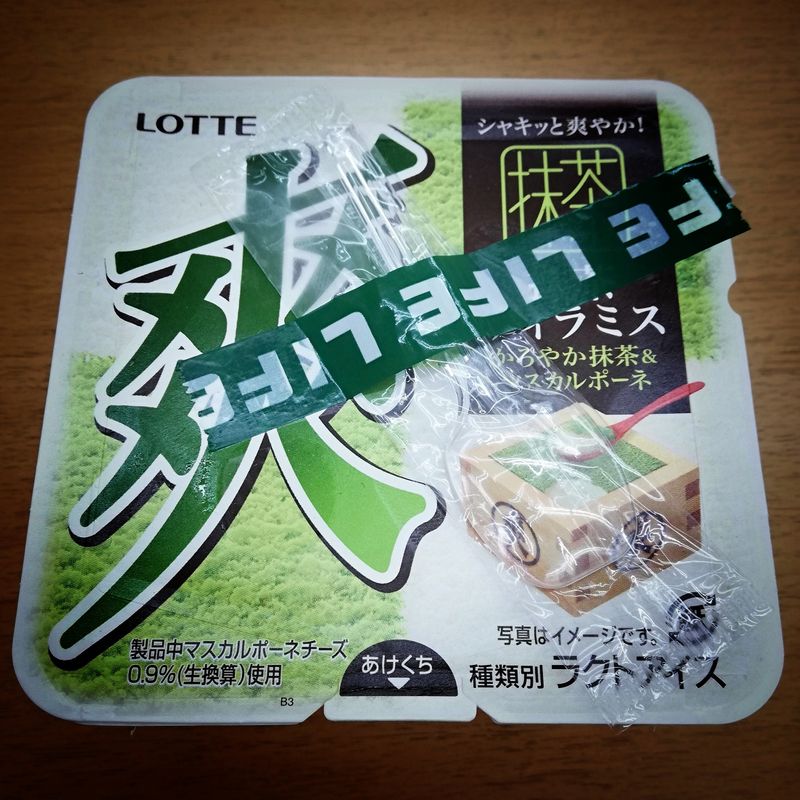 LOTTE
爽
シャキッと爽やか!
抹茶
FE LIFE LIFE
ラミス
ろやか抹茶&
スカルポーネ
製品中マスカルポーネチーズ
0.9%(生換算)使用
B3
あけくち
写真はイメージです。
種類別 ラクトアイス